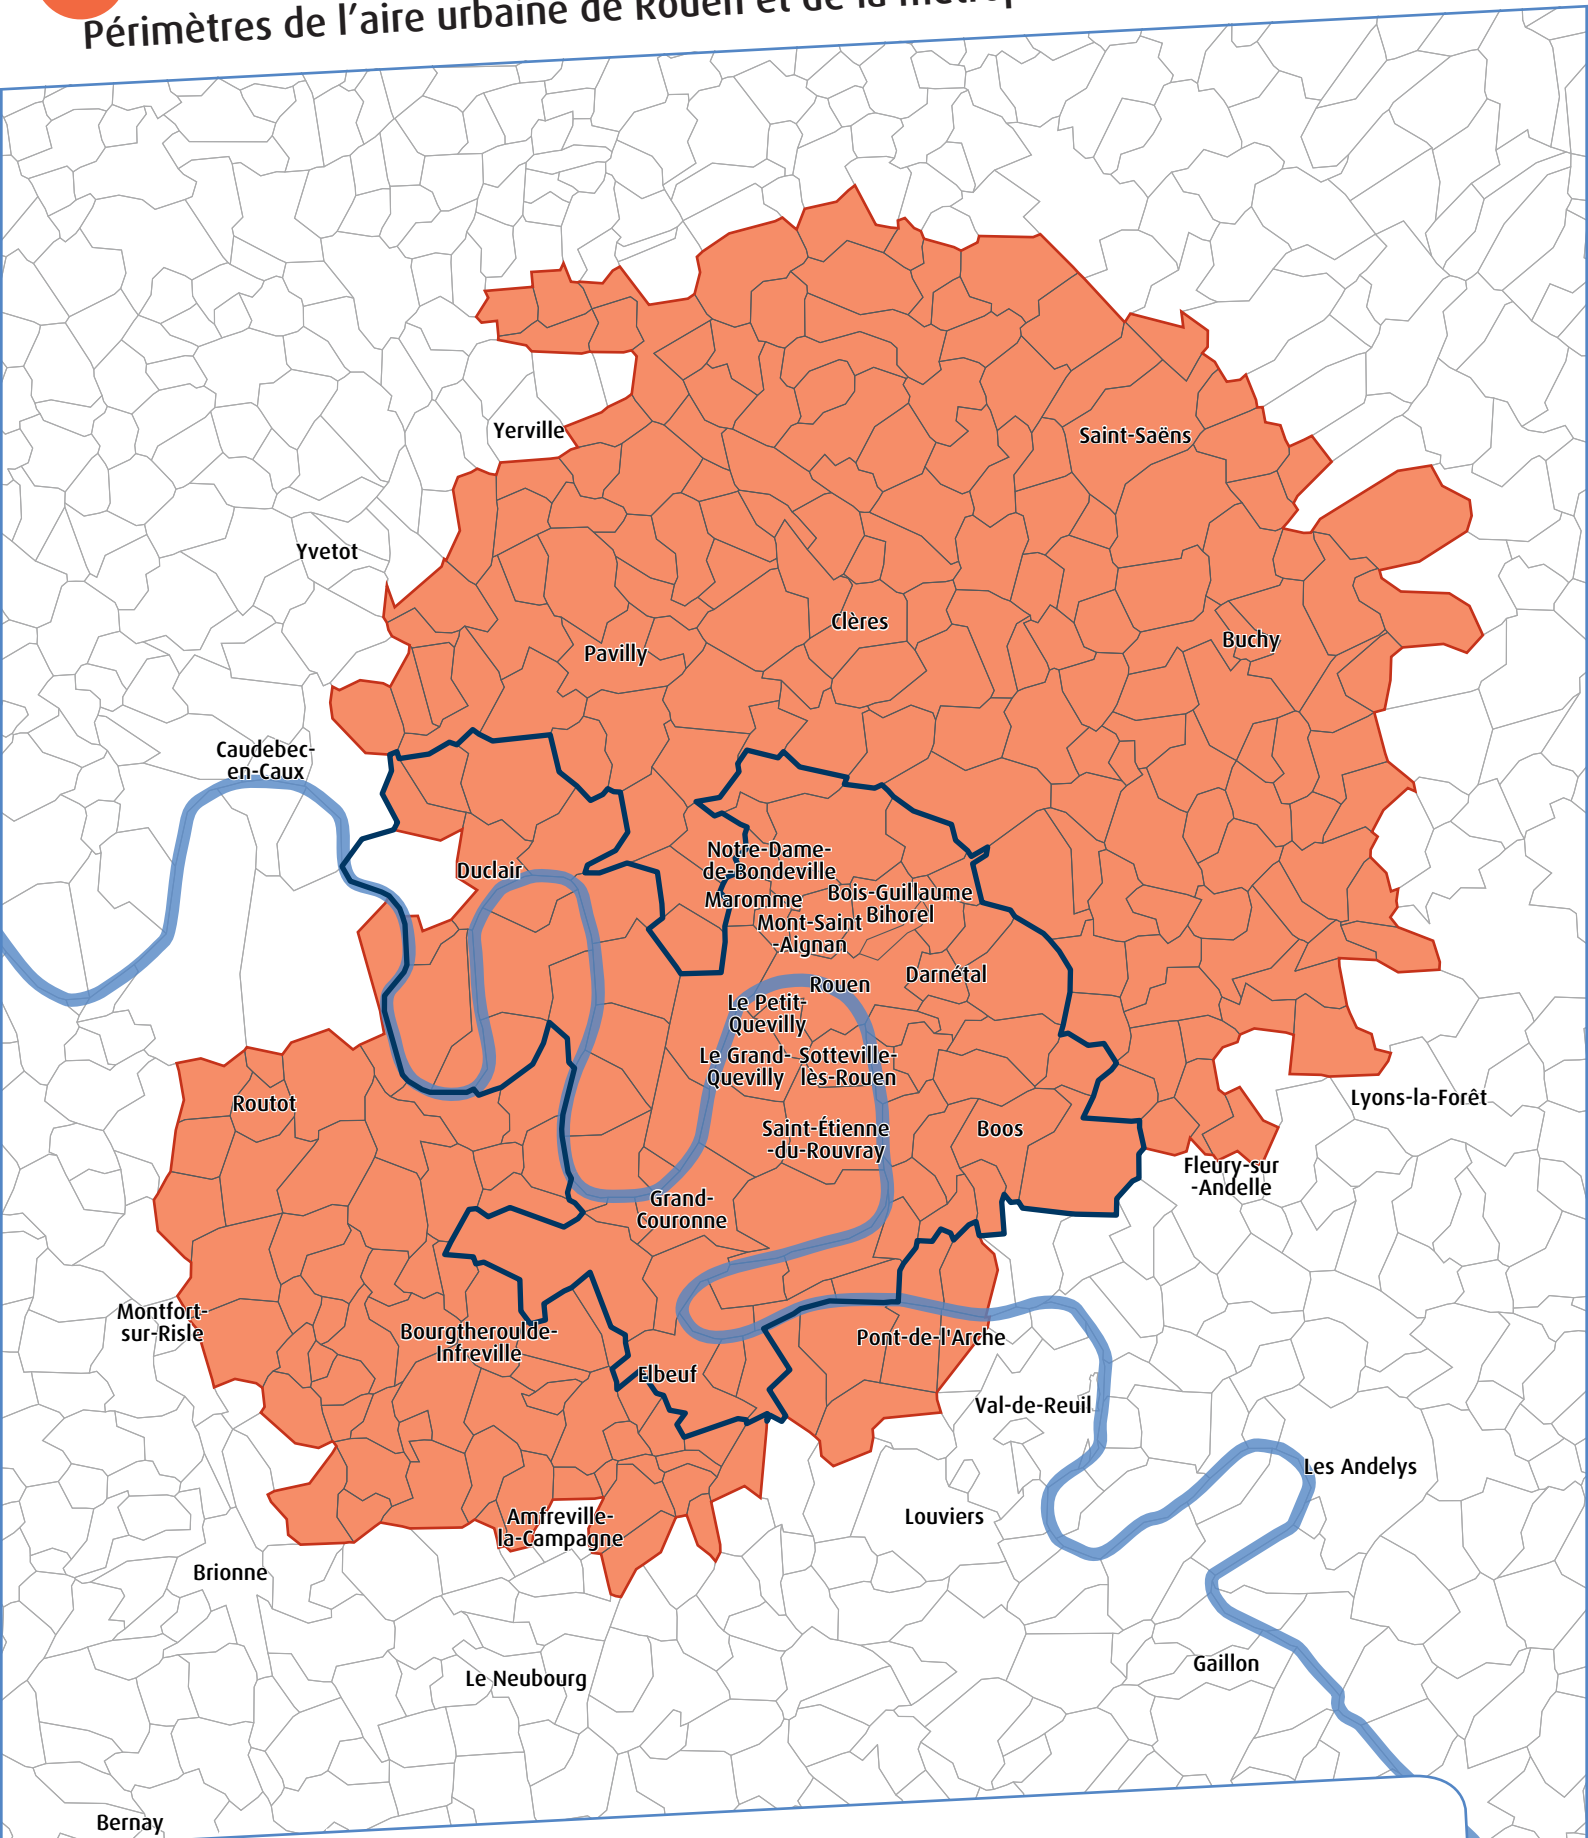 Périmètres de l'aire urbaine de Rouen et de la
Yerville
Saint-Saëns
Yvetot
Clères
Buchy
Pavilly
Caudebec-
en-Caux
Notre-Dame-
de-Bondeville
Duclair
Maromme
Bois-Guillaume
Bihorel
Mont-Saint
-Aignan
Darnétal
Rouen
Le Petit-
Quevilly
Le Grand-
Quevilly
Sotteville-
lès-Rouen
Routot
Lyons-la-Forêt
Saint-Étienne
-du-Rouvray
Boos
Fleury-sur
-Andelle
Grand-
Couronne
Montfort-
sur-Risle
Bourgtheroulde-
Infreville
Pont-de-l'Arche
Elbeuf
Val-de-Reuil
Les Andelys
Amfreville-
la-Campagne
Louviers
Brionne
Gaillon
Le Neubourg
Bernay